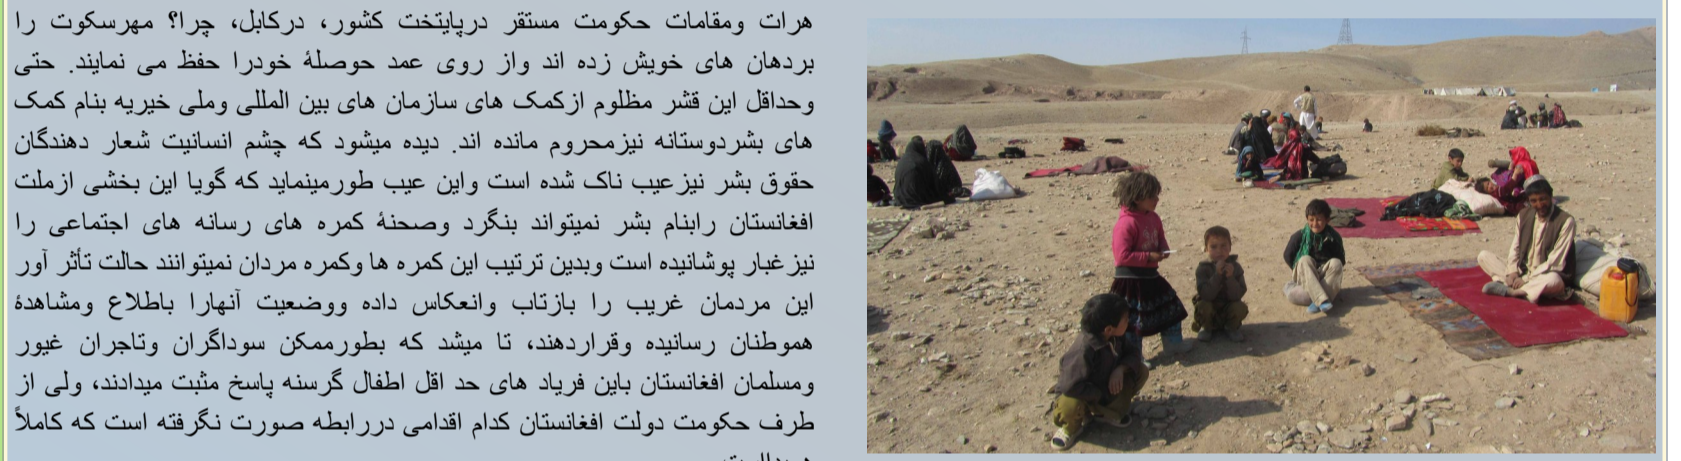 هرات ومقامات حکومت مستقر درپایتخت کشور، درکابل، چرا؟ مهرسکوت را
بردهان های خویش زده اند واز روی عمد حوصلۀ خودرا حفظ می نمایند. حتی
وحداقل این قشر مظلوم ازکمک های سازمان های بین المللی وملی خیریه بنام کمک
های بشردوستانه نیزمحروم مانده اند. دیده میشود که چشم انسانیت شعار دهندگان
حقوق بشر نیزعیب ناک شده است واین عیب طورمینماید که گویا این بخشی ازملت
افغانستان رابنام بشر نمیتواند بنگرد وصحنۀ کمره های رسانه های اجتماعی را
نیزغبار پوشانیده است وبدین ترتیب این کمره ها وکمره مردان نمیتوانند حالت تأثر آور
این مردمان غریب را بازتاب وانعکاس داده ووضعیت آنهارا باطلاع ومشاهدۀ
هموطنان رسانیده وقراردهند، تا میشد که بطورممکن سوداگران وتاجران غیور
ومسلمان افغانستان باین فریاد های حد اقل اطفال گرسنه پاسخ مثبت میدادند، ولی از
طرف حکومت دولت افغانستان کدام اقدامی دررابطه صورت نگرفته است که کاملاً